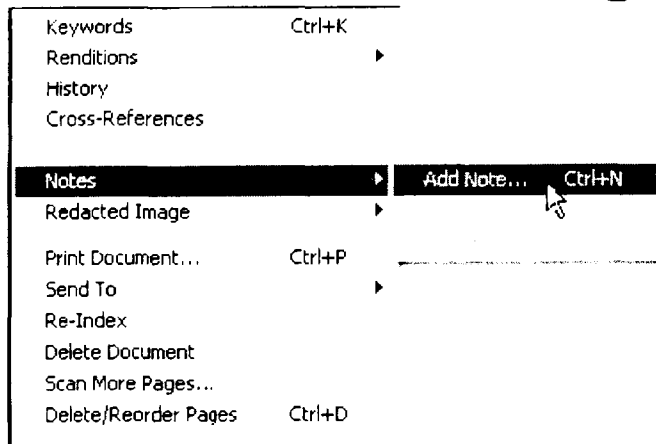 Keywords Ctrl+K
Renditions
History
Cross-References
Notes Add Note... Ctrl+N
Redacted Image
Print Document... Ctrl+P
Send To
Re-Index
Delete Document
Scan More Pages...
Delete/Reorder Pages Ctrl+D